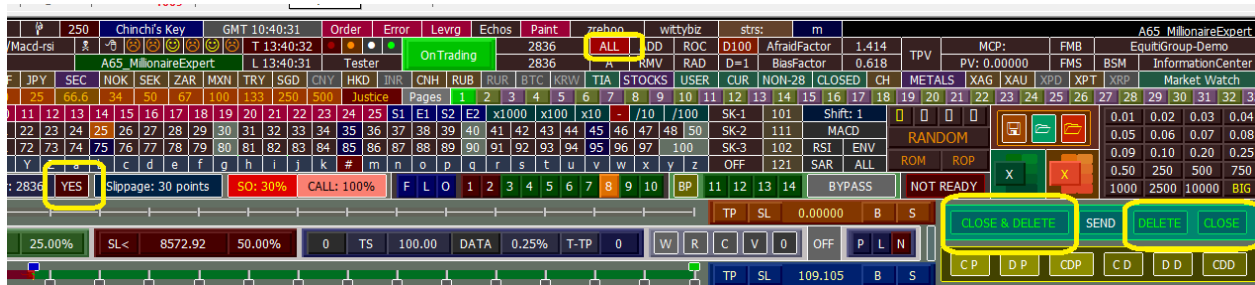 250 Chinchi's Key GMT 10:40:31 Order Error Levrg Echos Paint zrehoo wittybiz strs: m A65_MillionaireExpert
/Macd-rsi T 13:40:32 OnTrading 2836 ALL ADD ROC D100 AfraidFactor 1.414 TPV MCP: FMB EquitiGroup-Demo
A65_MillionaireExpert L 13:40:31 Tester 2836 A RMV RAD D=1 BiasFactor 0.618 PV: 0.0000 FMS BSM InformationCenter
F JPY SEC NOK SEK ZAR MXN TRY SGD CNY HKD INR CNH RUB RUR BTC KRW TIA STOCKS USER CUR NON-28 CLOSED CH METALS XAG XAU XPD XPT XRP Market Watch
25 66.6 34 50 67 100 133 250 500 Justice Pages 1 2 3 4 5 6 7 8 9 10 11 12 13 14 15 16 17 18 19 20 21 22 23 24 25 26 27 28 29 30 31 32 3
11 12 13 14 15 16 17 18 19 20 21 22 23 24 25 S1 E1 S2 E2 x1000 x100 x10 - /10 /100 SK-1 101 Shift: 1 0.01 0.02 0.03 0.04
22 23 24 25 26 27 28 29 30 31 32 33 34 35 36 37 38 39 40 41 42 43 44 45 46 47 48 50 SK-2 111 MACD RANDOM 0.05 0.06 0.07 0.08
72 73 74 75 76 77 78 79 80 81 82 83 84 85 86 87 88 89 90 91 92 93 94 95 96 97 100 SK-3 102 RSI ENV 0.09 0.10 0.20 0.25
Y a c d e f g h i j k # m n o p q r s t u v w x y z OFF 121 SAR ALL ROM ROP X X 0.50 250 500 750
: 2836 YES Slippage: 30 points SO: 30% CALL: 100% F L O 1 2 3 4 5 6 7 8 9 10 BP 11 12 13 14 BYPASS NOT READY 1000 2500 10000 BIG
TP SL 0.00000 B S CLOSE & DELETE SEND DELETE CLOSE
25.00% SL< 8572.92 50.00% 0 TS 100.00 DATA 0.25% T-TP 0 W R C V 0 OFF P L N
TP SL 109.105 B S C P D P CDP C D D D CDD